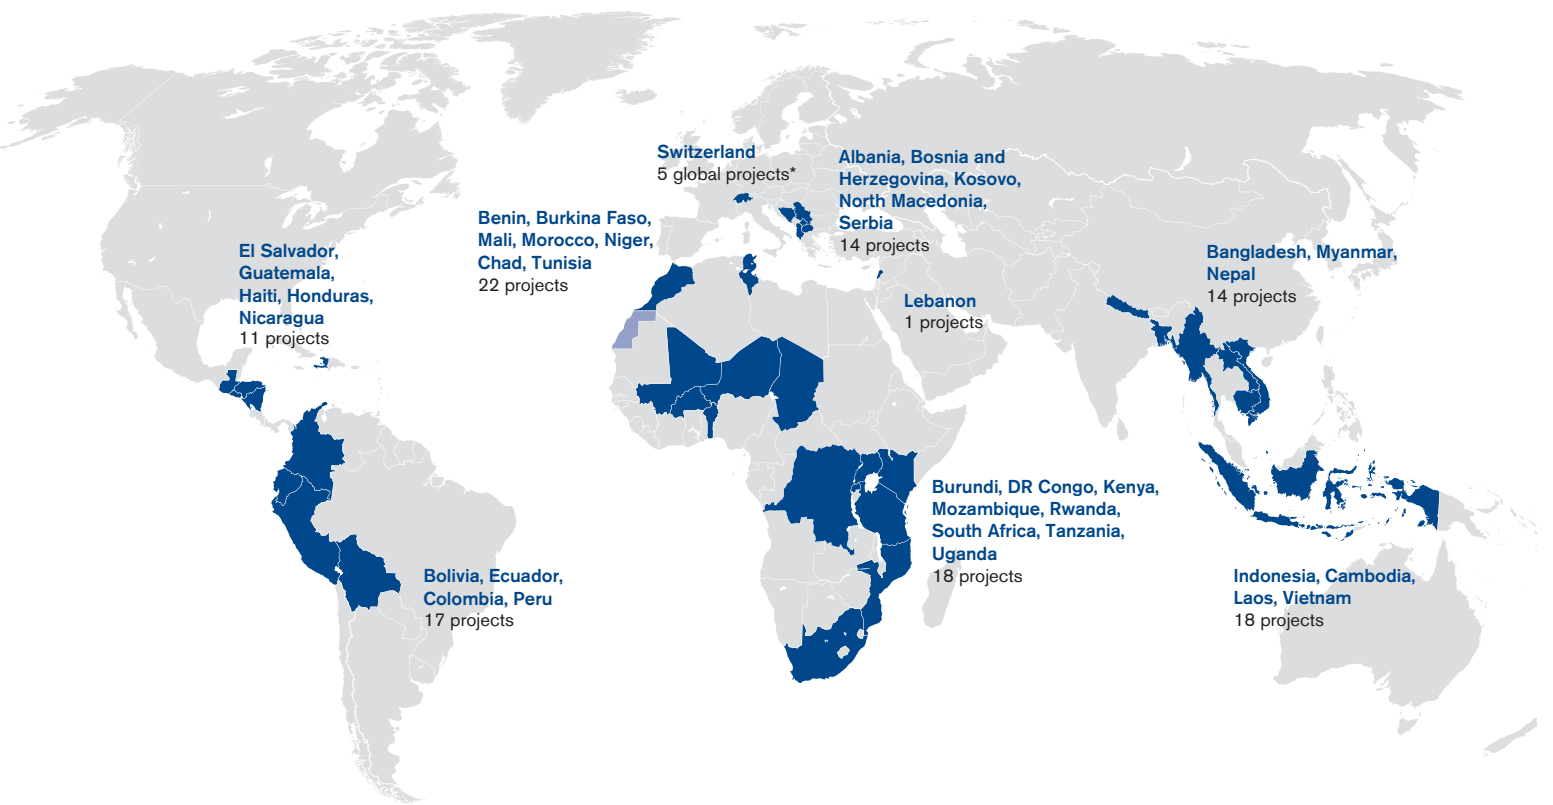 Switzerland
5 global projects*
Albania, Bosnia and
Herzegovina, Kosovo,
North Macedonia,
Serbia
14 projects
Benin, Burkina Faso,
Mali, Morocco, Niger,
Chad, Tunisia
22 projects
El Salvador,
Guatemala,
Haiti, Honduras,
Nicaragua
11 projects
Bangladesh, Myanmar,
Nepal
14 projects
Lebanon
1 projects
Burundi, DR Congo, Kenya,
Mozambique, Rwanda,
South Africa, Tanzania,
Uganda
18 projects
Bolivia, Ecuador,
Colombia, Peru
17 projects
Indonesia, Cambodia,
Laos, Vietnam
18 projects